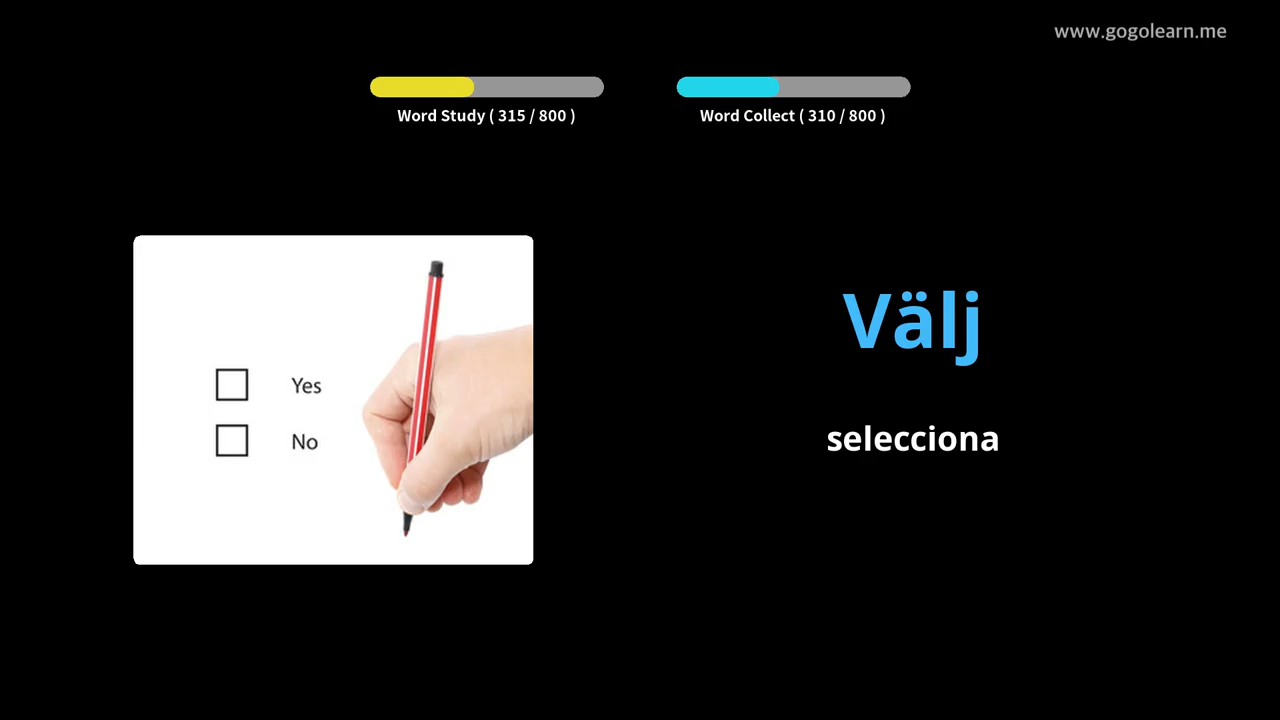 www.gogolearn.me
Word Study ( 315 / 800 )
Word Collect ( 310 / 800 )
Yes
No
Välj
selecciona